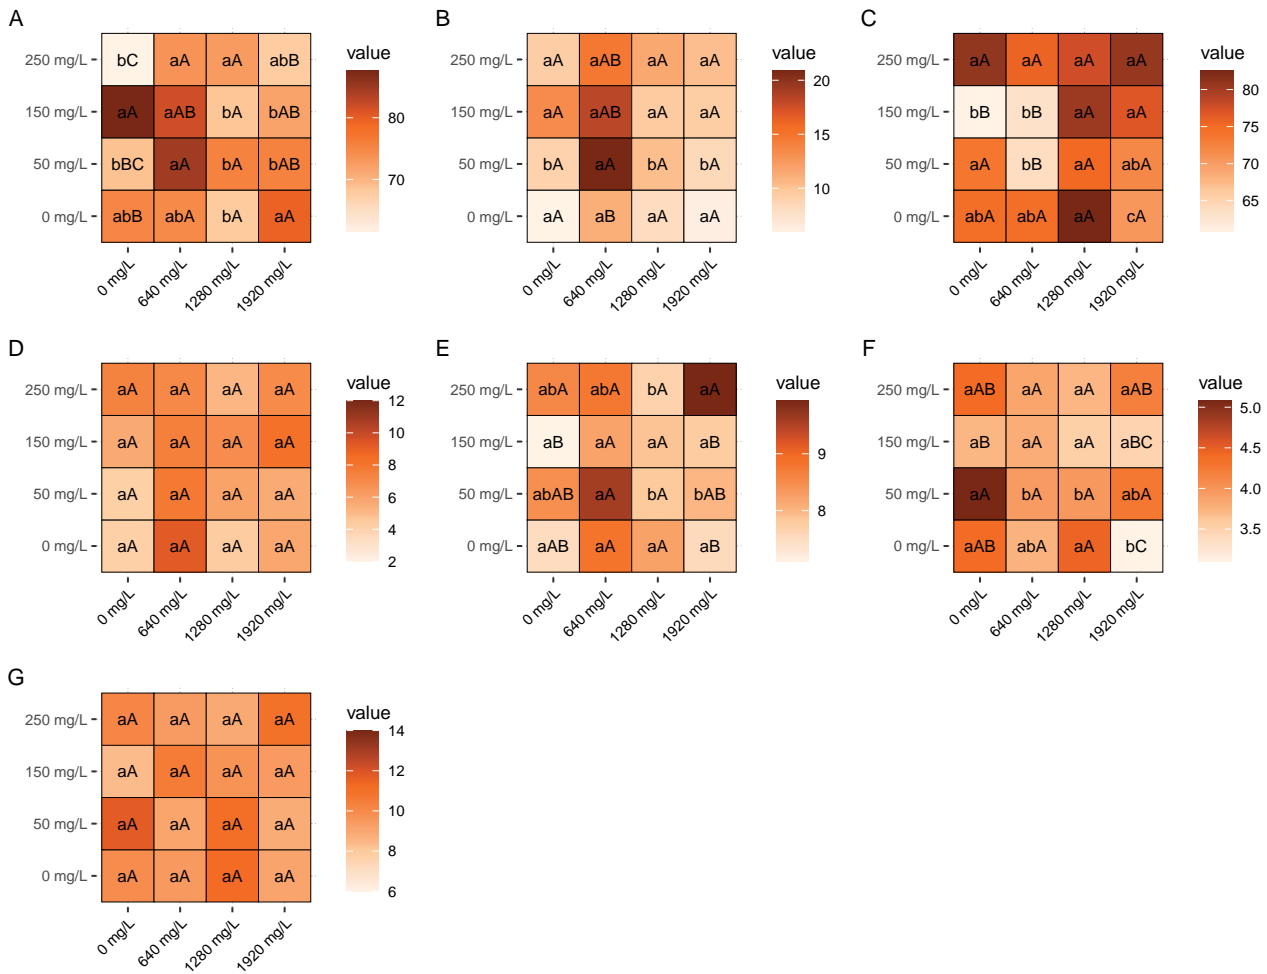 A
value
250 mg/L
bC aA aA abB
150 mg/L
aA aAB bA bAB
50 mg/L
bBC aA bA bAB
0 mg/L
abB abA bA aA
80
70
0 mg/L 640 mg/L 1280 mg/L 1920 mg/L
B
value
250 mg/L
aA aAB aA aA
150 mg/L
aA aAB aA aA
50 mg/L
bA aA bA bA
0 mg/L
aA aB aA aA
20
15
10
0 mg/L 640 mg/L 1280 mg/L 1920 mg/L
C
value
250 mg/L
aA aA aA aA
150 mg/L
bB bB aA aA
50 mg/L
aA bB aA abA
0 mg/L
abA abA aA cA
80
75
70
65
0 mg/L 640 mg/L 1280 mg/L 1920 mg/L
D
value
250 mg/L
aA aA aA aA
150 mg/L
aA aA aA aA
50 mg/L
aA aA aA aA
0 mg/L
aA aA aA aA
12
10
8
6
4
2
0 mg/L 640 mg/L 1280 mg/L 1920 mg/L
E
value
250 mg/L
abA abA bA aA
150 mg/L
aB aA aA aB
50 mg/L
abAB aA bA bAB
0 mg/L
aAB aA aA aB
9
8
0 mg/L 640 mg/L 1280 mg/L 1920 mg/L
F
value
250 mg/L
aAB aA aA aAB
150 mg/L
aB aA aA aBC
50 mg/L
aA bA bA abA
0 mg/L
aAB abA aA bC
5.0
4.5
4.0
3.5
0 mg/L 640 mg/L 1280 mg/L 1920 mg/L
G
value
250 mg/L
aA aA aA aA
150 mg/L
aA aA aA aA
50 mg/L
aA aA aA aA
0 mg/L
aA aA aA aA
14
12
10
8
6
0 mg/L 640 mg/L 1280 mg/L 1920 mg/L